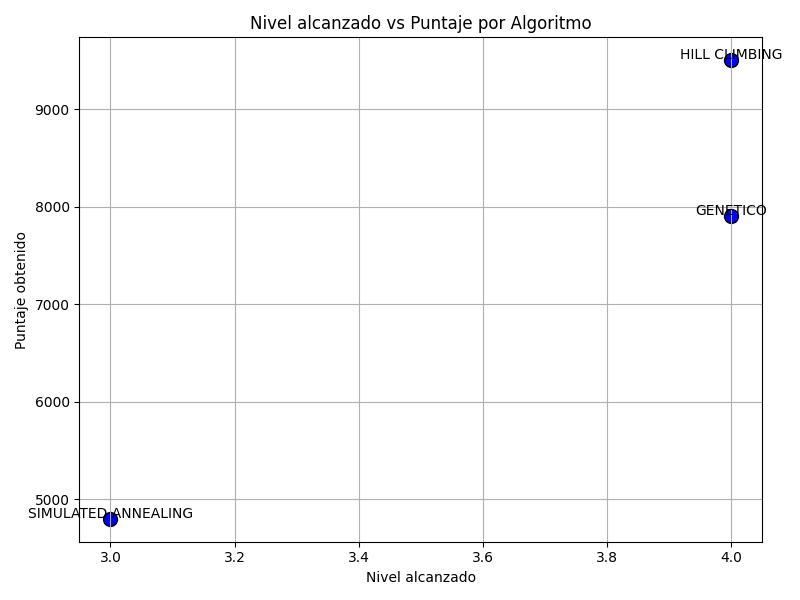 Nivel alcanzado vs Puntaje por Algoritmo
HILL CLIMBING
9000
GENETICO
8000
Puntaje obtenido
7000
6000
5000
SIMULATED ANNEALING
3.0 3.2 3.4 3.6 3.8 4.0
Nivel alcanzado